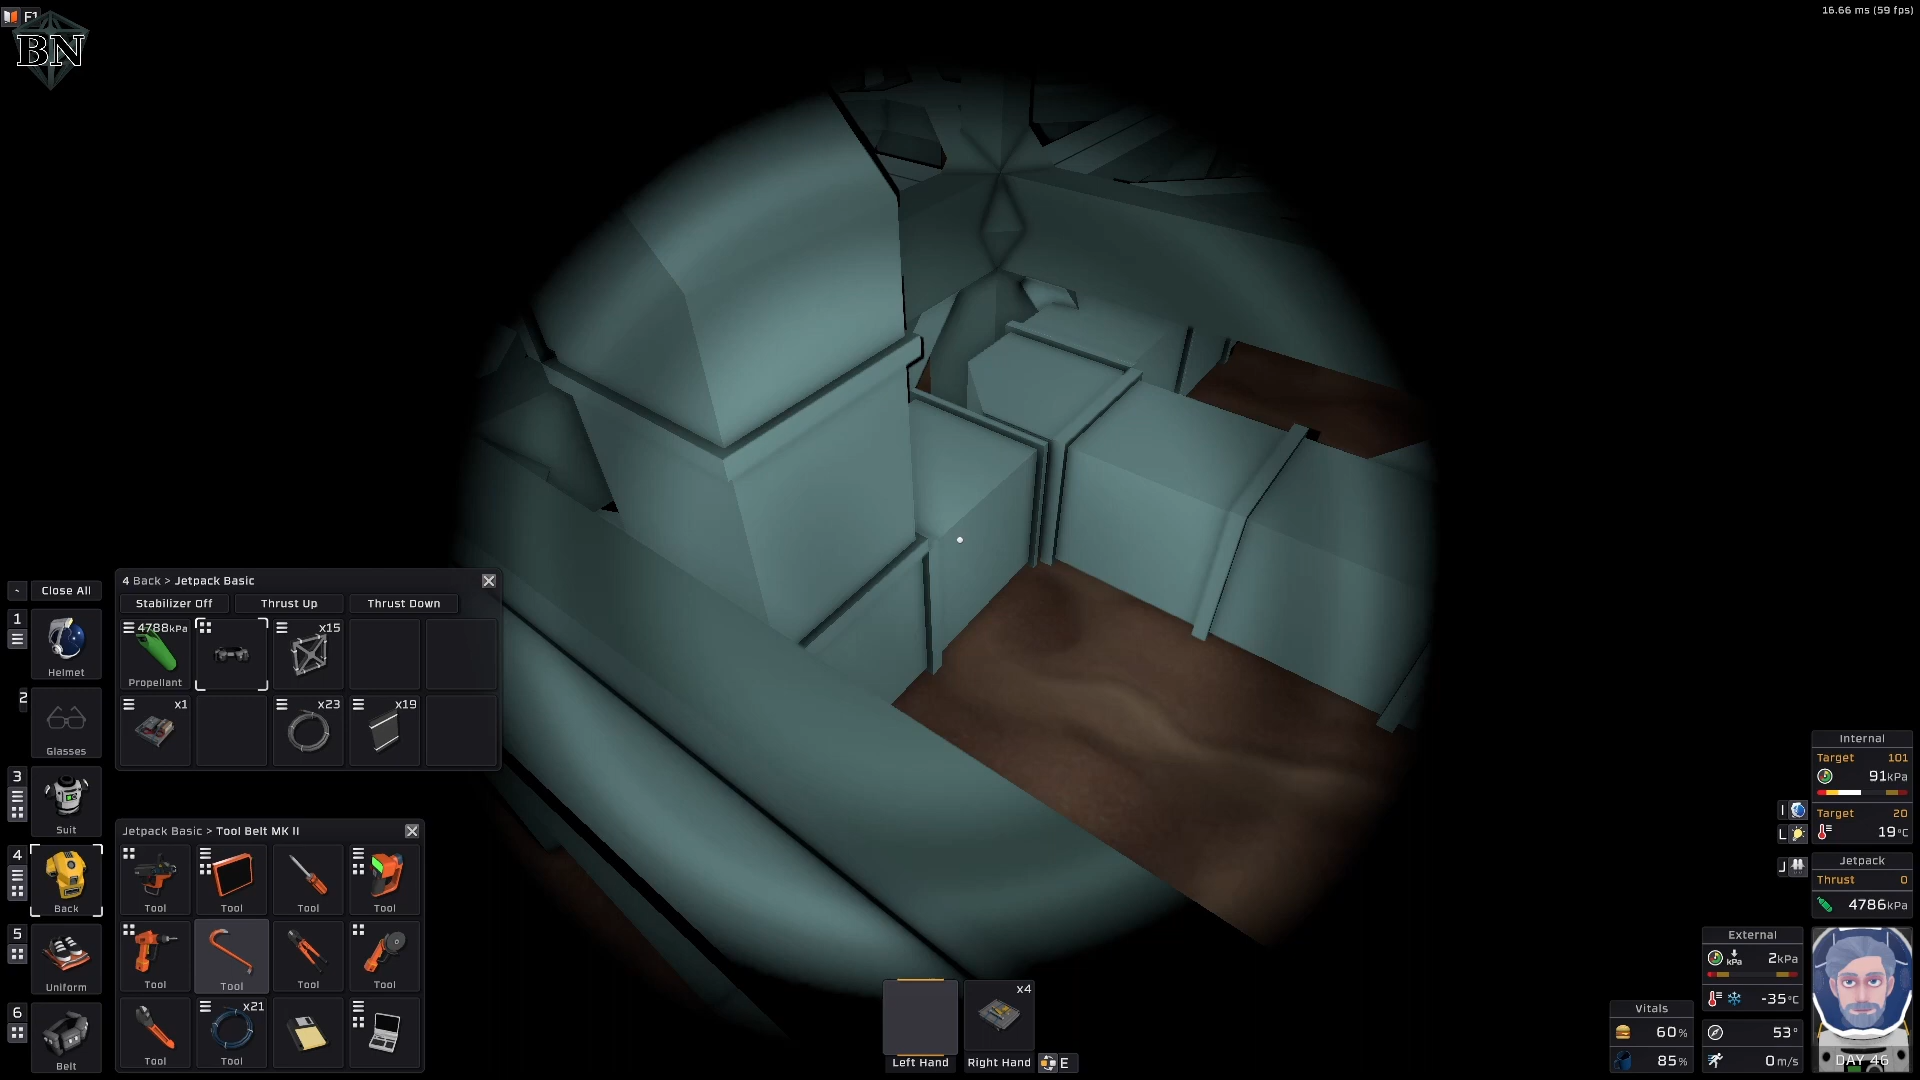 F1
BN
16.66 ms (59 fps)
~ Close All
1
Helmet
2
Glasses
3
Suit
4
Back
5
Uniform
6
Belt
4 Back > Jetpack Basic
Stabilizer Off Thrust Up Thrust Down
4788kPa x15
Propellant
x1 x23 x19
Jetpack Basic > Tool Belt MK II
Tool Tool Tool Tool
Tool Tool Tool Tool
x21
Tool Tool
x4
Left Hand Right Hand E
Internal
Target 101
91kPa
I
Target 20
L 19°C
Jetpack
J
Thrust 0
4786kPa
External
kPa 2kPa
-35°C
Vitals
60% 53°
85% 0m/s
DAY 46